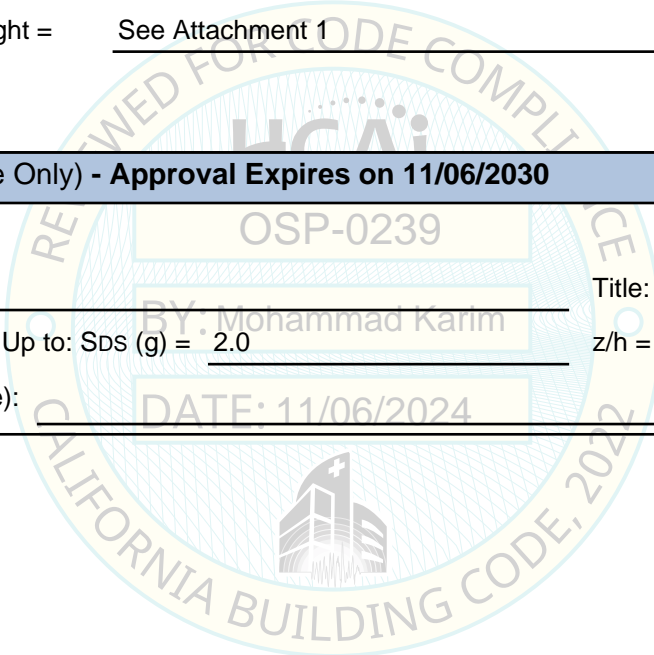 ght = See Attachment 1
REVIEWED FOR CODE COMPLIANCE
HCAi
e Only) - Approval Expires on 11/06/2030
OSP-0239
Title:
BY: Mohammad Karim
Up to: SDS (g) = 2.0 z/h =
e):
DATE: 11/06/2024
CALIFORNIA BUILDING CODE, 2022